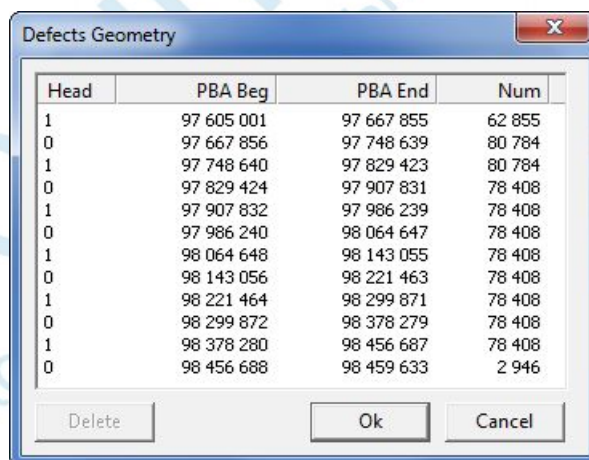 Defects Geometry
Head PBA Beg PBA End Num
1 97 605 001 97 667 855 62 855
0 97 667 856 97 748 639 80 784
1 97 748 640 97 829 423 80 784
0 97 829 424 97 907 831 78 408
1 97 907 832 97 986 239 78 408
0 97 986 240 98 064 647 78 408
1 98 064 648 98 143 055 78 408
0 98 143 056 98 221 463 78 408
1 98 221 464 98 299 871 78 408
0 98 299 872 98 378 279 78 408
1 98 378 280 98 456 687 78 408
0 98 456 688 98 459 633 2 946
Delete Ok Cancel